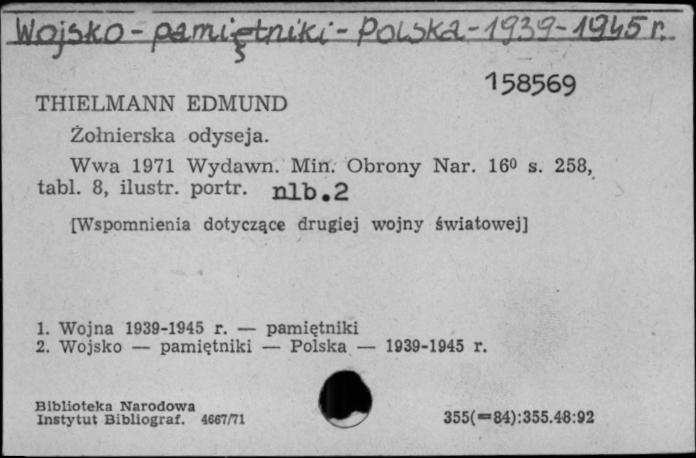 Wojsko - pamiętniki - Polska - 1939-1945 r.
158569
THIELMANN EDMUND
Żołnierska odyseja.
Wwa 1971 Wydawn. Min. Obrony Nar. 16⁰ s. 258,
tabl. 8, ilustr. portr. nlb.2
[Wspomnienia dotyczące drugiej wojny światowej]
1. Wojna 1939-1945 r. — pamiętniki
2. Wojsko — pamiętniki — Polska — 1939-1945 r.
Biblioteka Narodowa
Instytut Bibliograf. 4667/71
355(=84):355.48:92